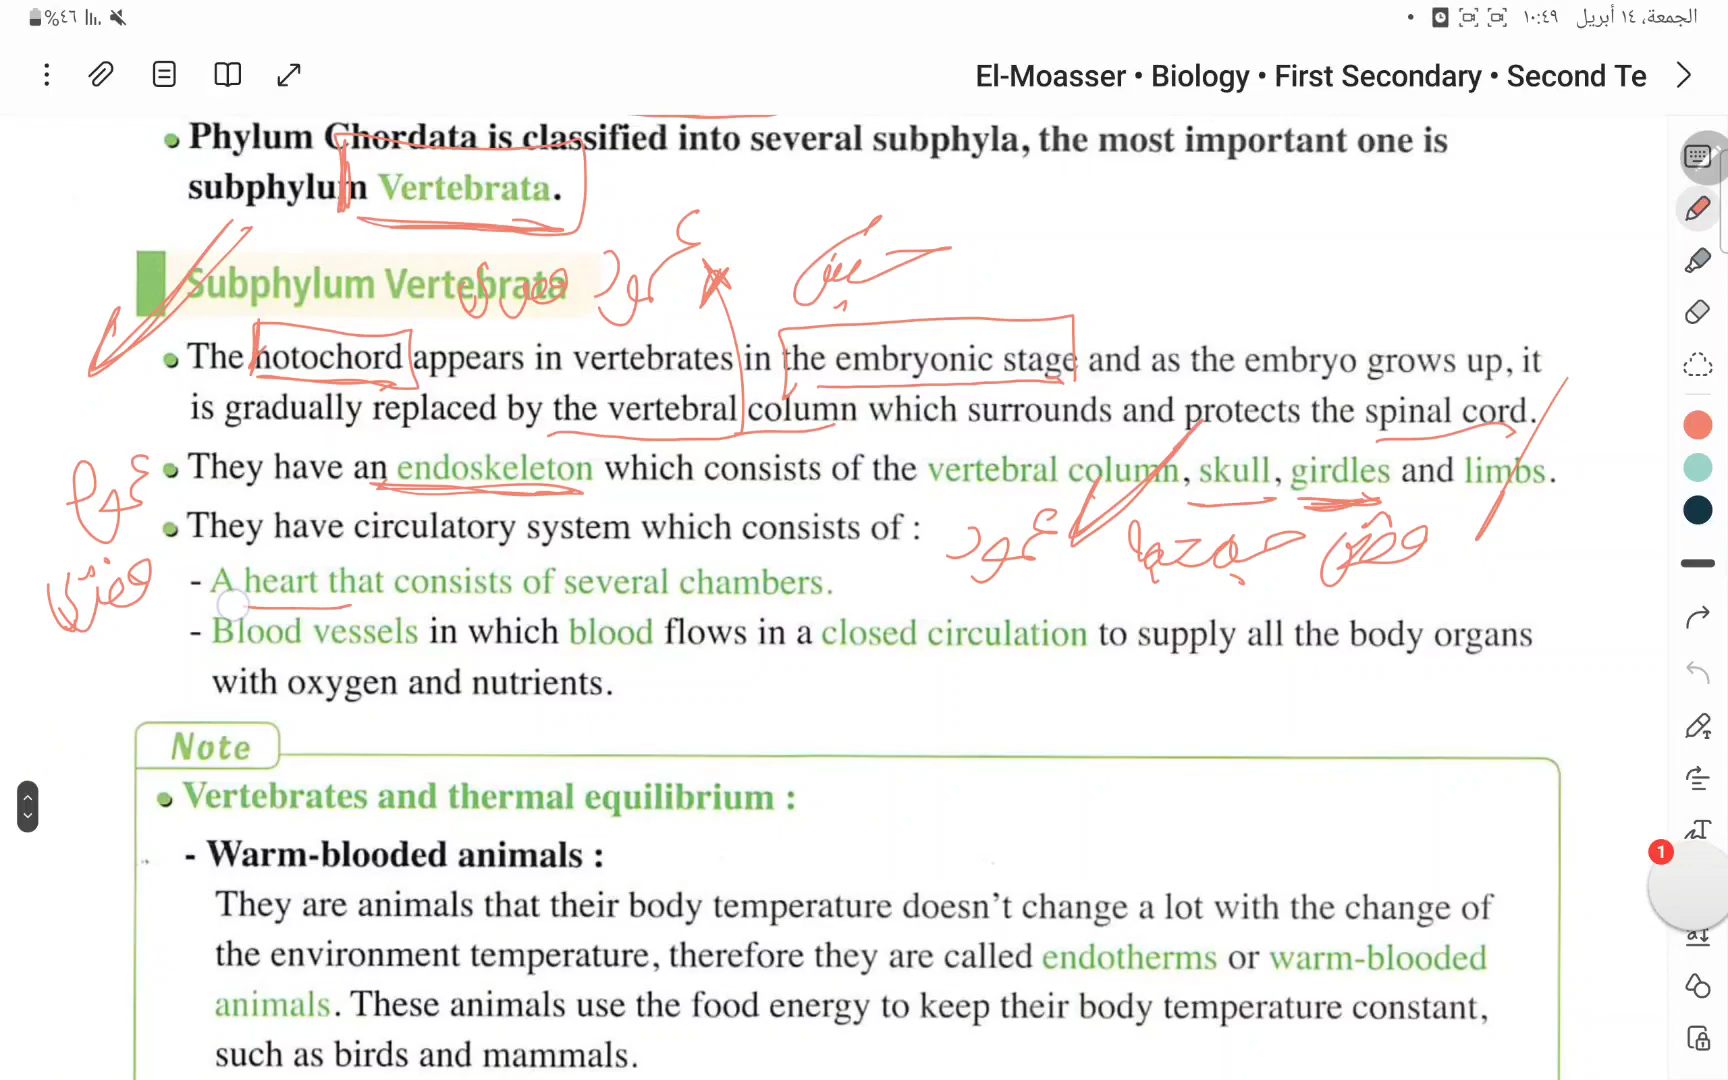 %٤٦
الجمعة، ١٤ أبريل ١٠:٤٩
El-Moasser • Biology • First Secondary • Second Te
Phylum Chordata is classified into several subphyla, the most important one is
subphylum Vertebrata.
Subphylum Vertebrata
عمود فقري
جنين
The notochord appears in vertebrates in the embryonic stage and as the embryo grows up, it
is gradually replaced by the vertebral column which surrounds and protects the spinal cord.
They have an endoskeleton which consists of the vertebral column, skull, girdles and limbs.
They have circulatory system which consists of :
عمود
جمجمة
- A heart that consists of several chambers.
- Blood vessels in which blood flows in a closed circulation to supply all the body organs
with oxygen and nutrients.
Note
Vertebrates and thermal equilibrium :
- Warm-blooded animals :
They are animals that their body temperature doesn't change a lot with the change of
the environment temperature, therefore they are called endotherms or warm-blooded
animals. These animals use the food energy to keep their body temperature constant,
such as birds and mammals.
1